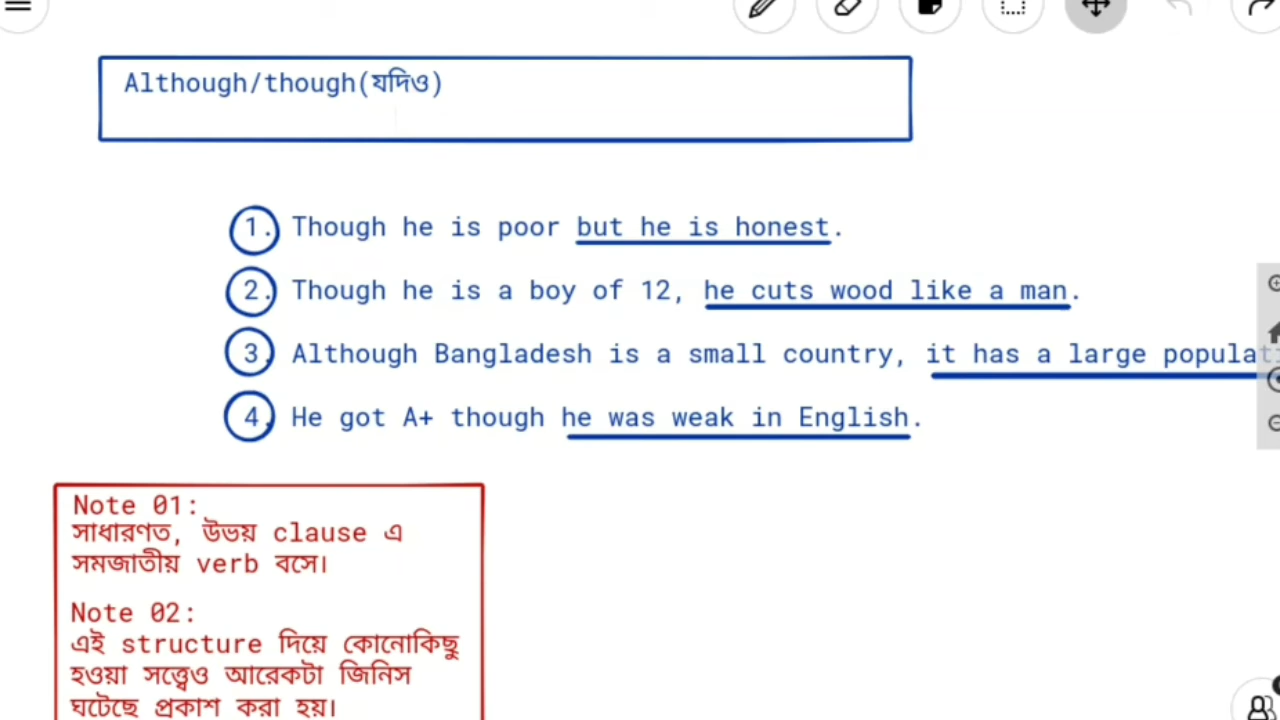 Although/though(যদিও)
1. Though he is poor but he is honest.
2. Though he is a boy of 12, he cuts wood like a man.
3. Although Bangladesh is a small country, it has a large populat
4. He got A+ though he was weak in English.
Note 01:
সাধারণত, উভয় clause এ
সমজাতীয় verb বসে।
Note 02:
এই structure দিয়ে কোনোকিছু
হওয়া সত্ত্বেও আরেকটা জিনিস
ঘটেছে প্রকাশ করা হয়।